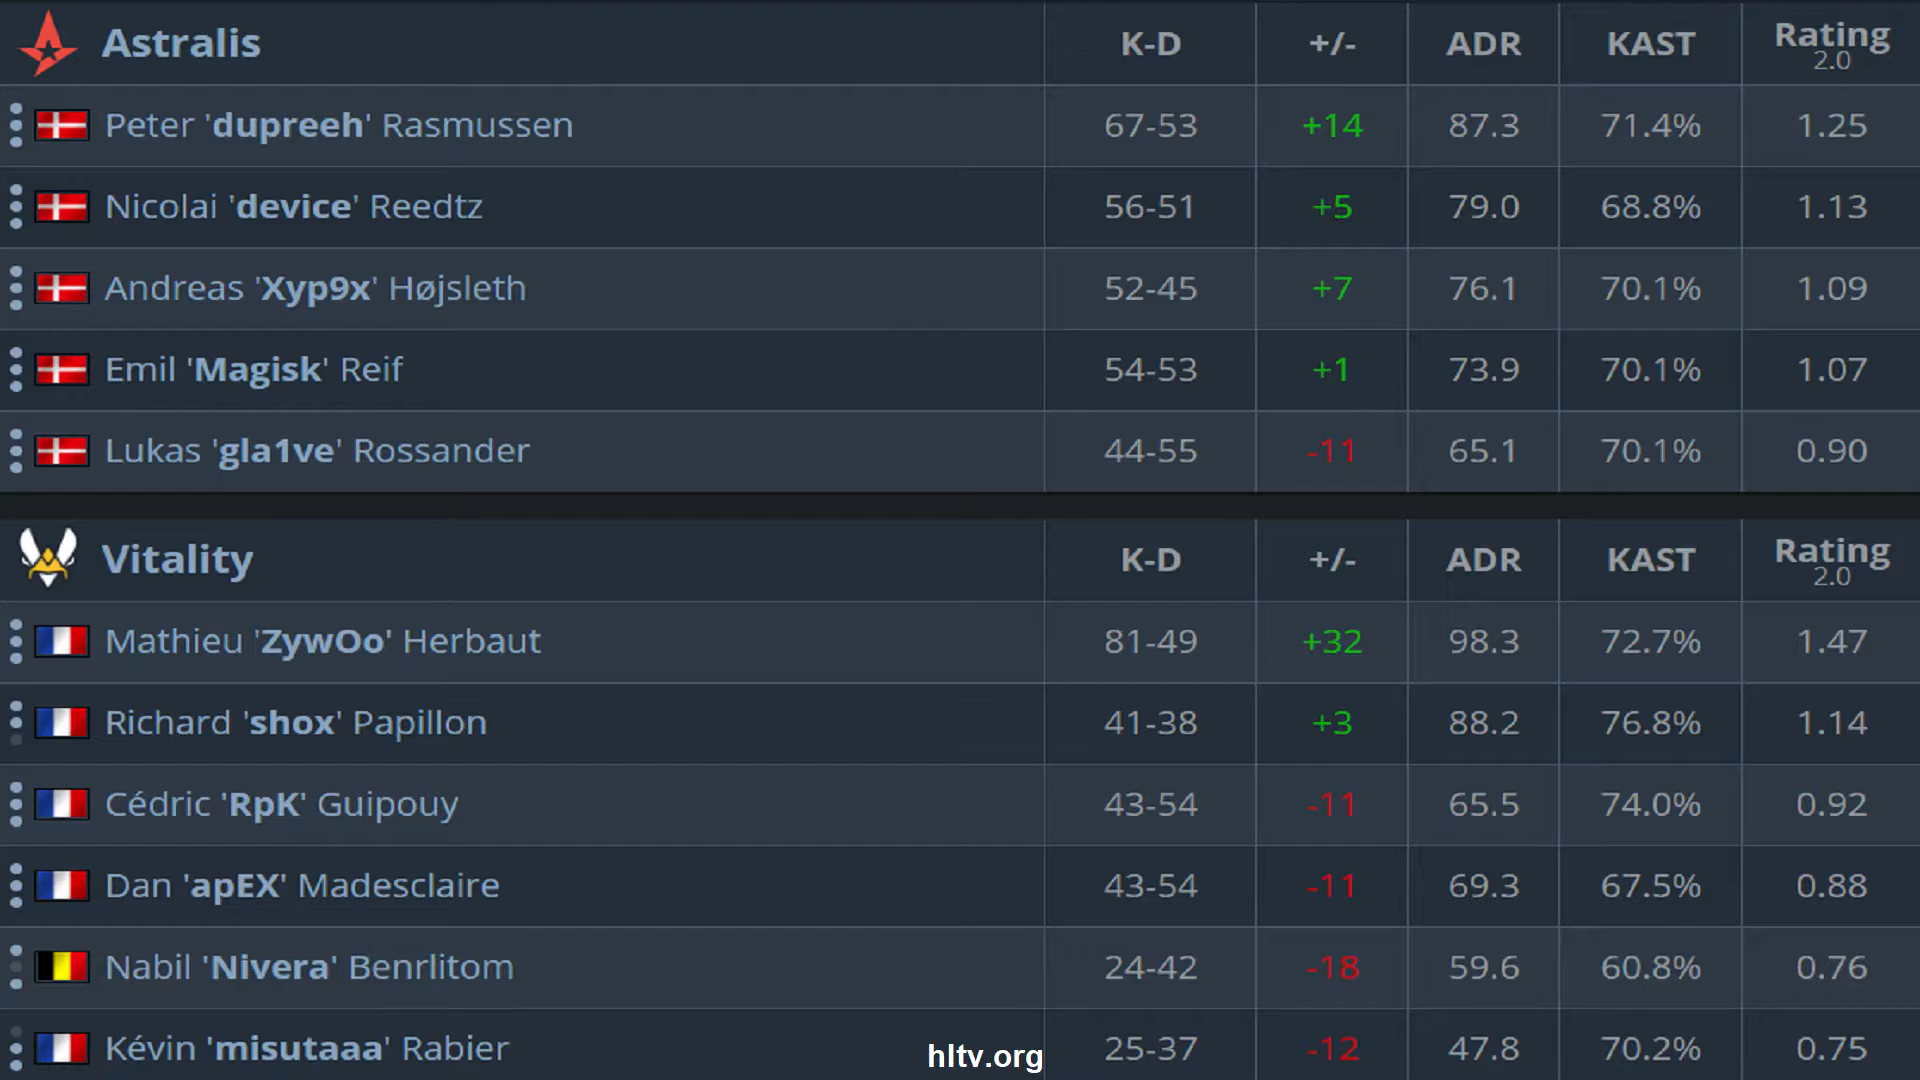 Astralis K-D +/- ADR KAST Rating 2.0
Peter 'dupreeh' Rasmussen 67-53 +14 87.3 71.4% 1.25
Nicolai 'device' Reedtz 56-51 +5 79.0 68.8% 1.13
Andreas 'Xyp9x' Højsleth 52-45 +7 76.1 70.1% 1.09
Emil 'Magisk' Reif 54-53 +1 73.9 70.1% 1.07
Lukas 'gla1ve' Rossander 44-55 -11 65.1 70.1% 0.90
Vitality K-D +/- ADR KAST Rating 2.0
Mathieu 'ZywOo' Herbaut 81-49 +32 98.3 72.7% 1.47
Richard 'shox' Papillon 41-38 +3 88.2 76.8% 1.14
Cédric 'RpK' Guipouy 43-54 -11 65.5 74.0% 0.92
Dan 'apEX' Madesclaire 43-54 -11 69.3 67.5% 0.88
Nabil 'Nivera' Benrlitom 24-42 -18 59.6 60.8% 0.76
Kévin 'misutaaa' Rabier 25-37 -12 47.8 70.2% 0.75
hltv.org